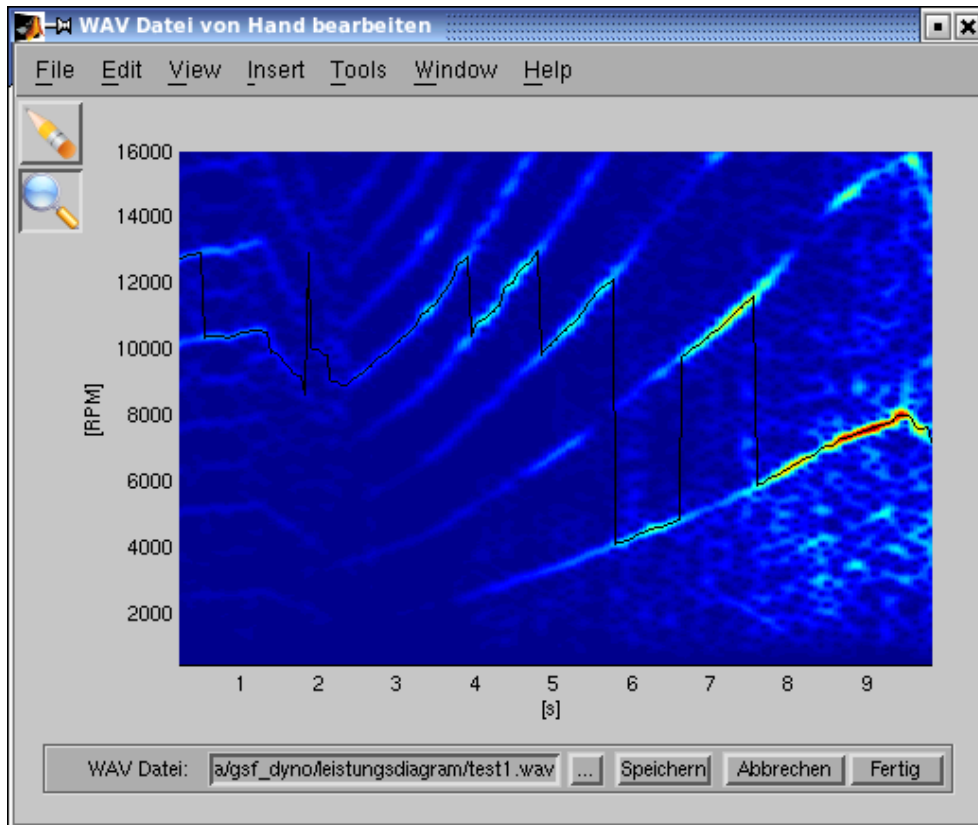 WAV Datei von Hand bearbeiten
File Edit View Insert Tools Window Help
16000
14000
12000
10000
8000
6000
4000
2000
[RPM]
1 2 3 4 5 6 7 8 9
[s]
WAV Datei: a/gsf_dyno/leistungsdiagram/test1.wav ... Speichern Abbrechen Fertig